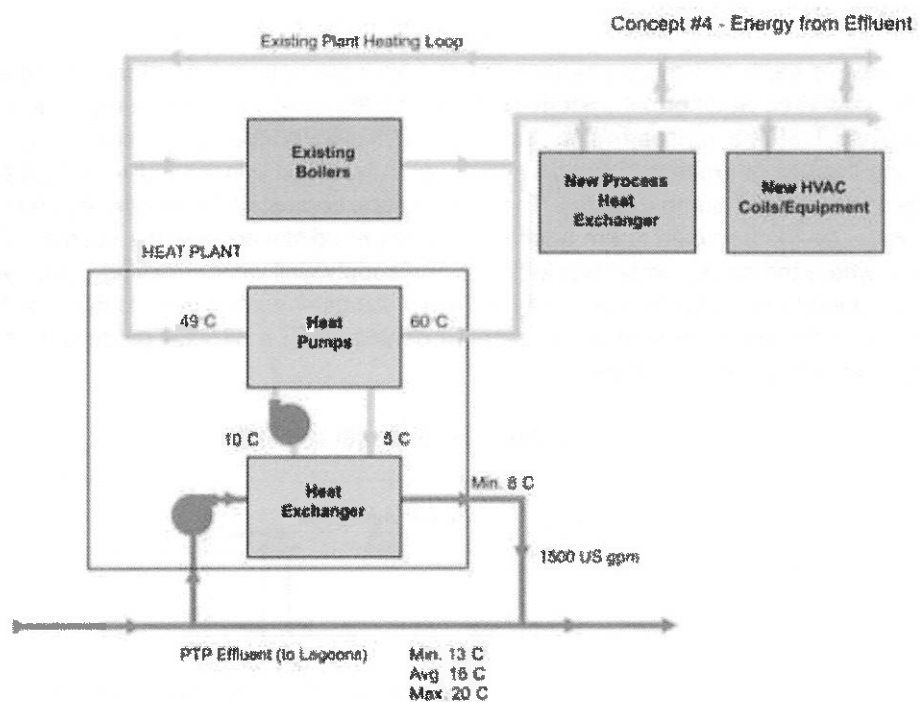 Concept #4 - Energy from Effluent
Existing Plant Heating Loop
Existing
Boilers
New Process
Heat
Exchanger
New HVAC
Coils/Equipment
HEAT PLANT
49 C
Heat
Pumps
60 C
10 C
5 C
Heat
Exchanger
Min. 8 C
1500 US gpm
PTP Effluent (to Lagoons)
Min. 13 C
Avg. 16 C
Max. 20 C